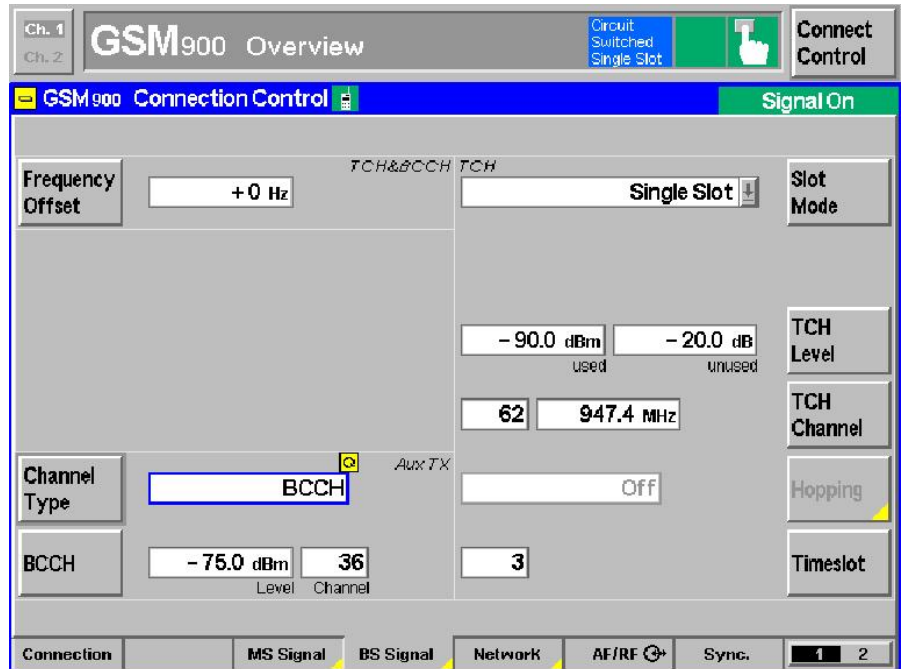 Ch. 1
Ch. 2
GSM900 Overview
Circuit
Switched
Single Slot
Connect
Control
GSM900 Connection Control
Signal On
TCH&BCCH
TCH
Frequency
Offset
+0 Hz
Single Slot
Slot
Mode
-90.0 dBm
-20.0 dB
used
unused
TCH
Level
62
947.4 MHz
TCH
Channel
Aux TX
Channel
Type
BCCH
Off
Hopping
BCCH
-75.0 dBm
36
Level
Channel
3
Timeslot
Connection
MS Signal
BS Signal
Network
AF/RF
Sync.
1 2